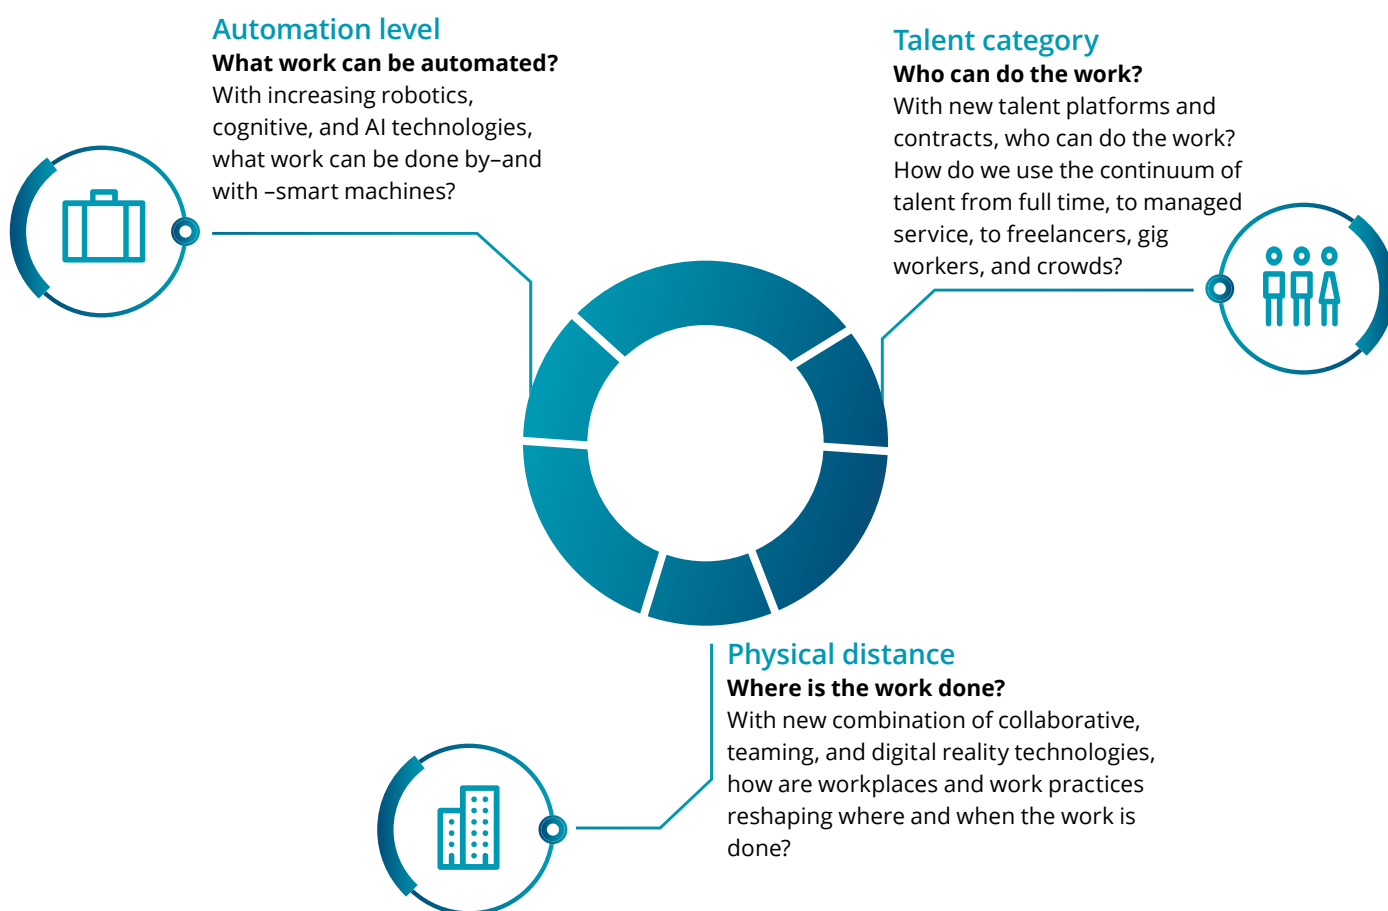 Automation level
What work can be automated?
With increasing robotics,
cognitive, and AI technologies,
what work can be done by–and
with –smart machines?
Talent category
Who can do the work?
With new talent platforms and
contracts, who can do the work?
How do we use the continuum of
talent from full time, to managed
service, to freelancers, gig
workers, and crowds?
Physical distance
Where is the work done?
With new combination of collaborative,
teaming, and digital reality technologies,
how are workplaces and work practices
reshaping where and when the work is
done?